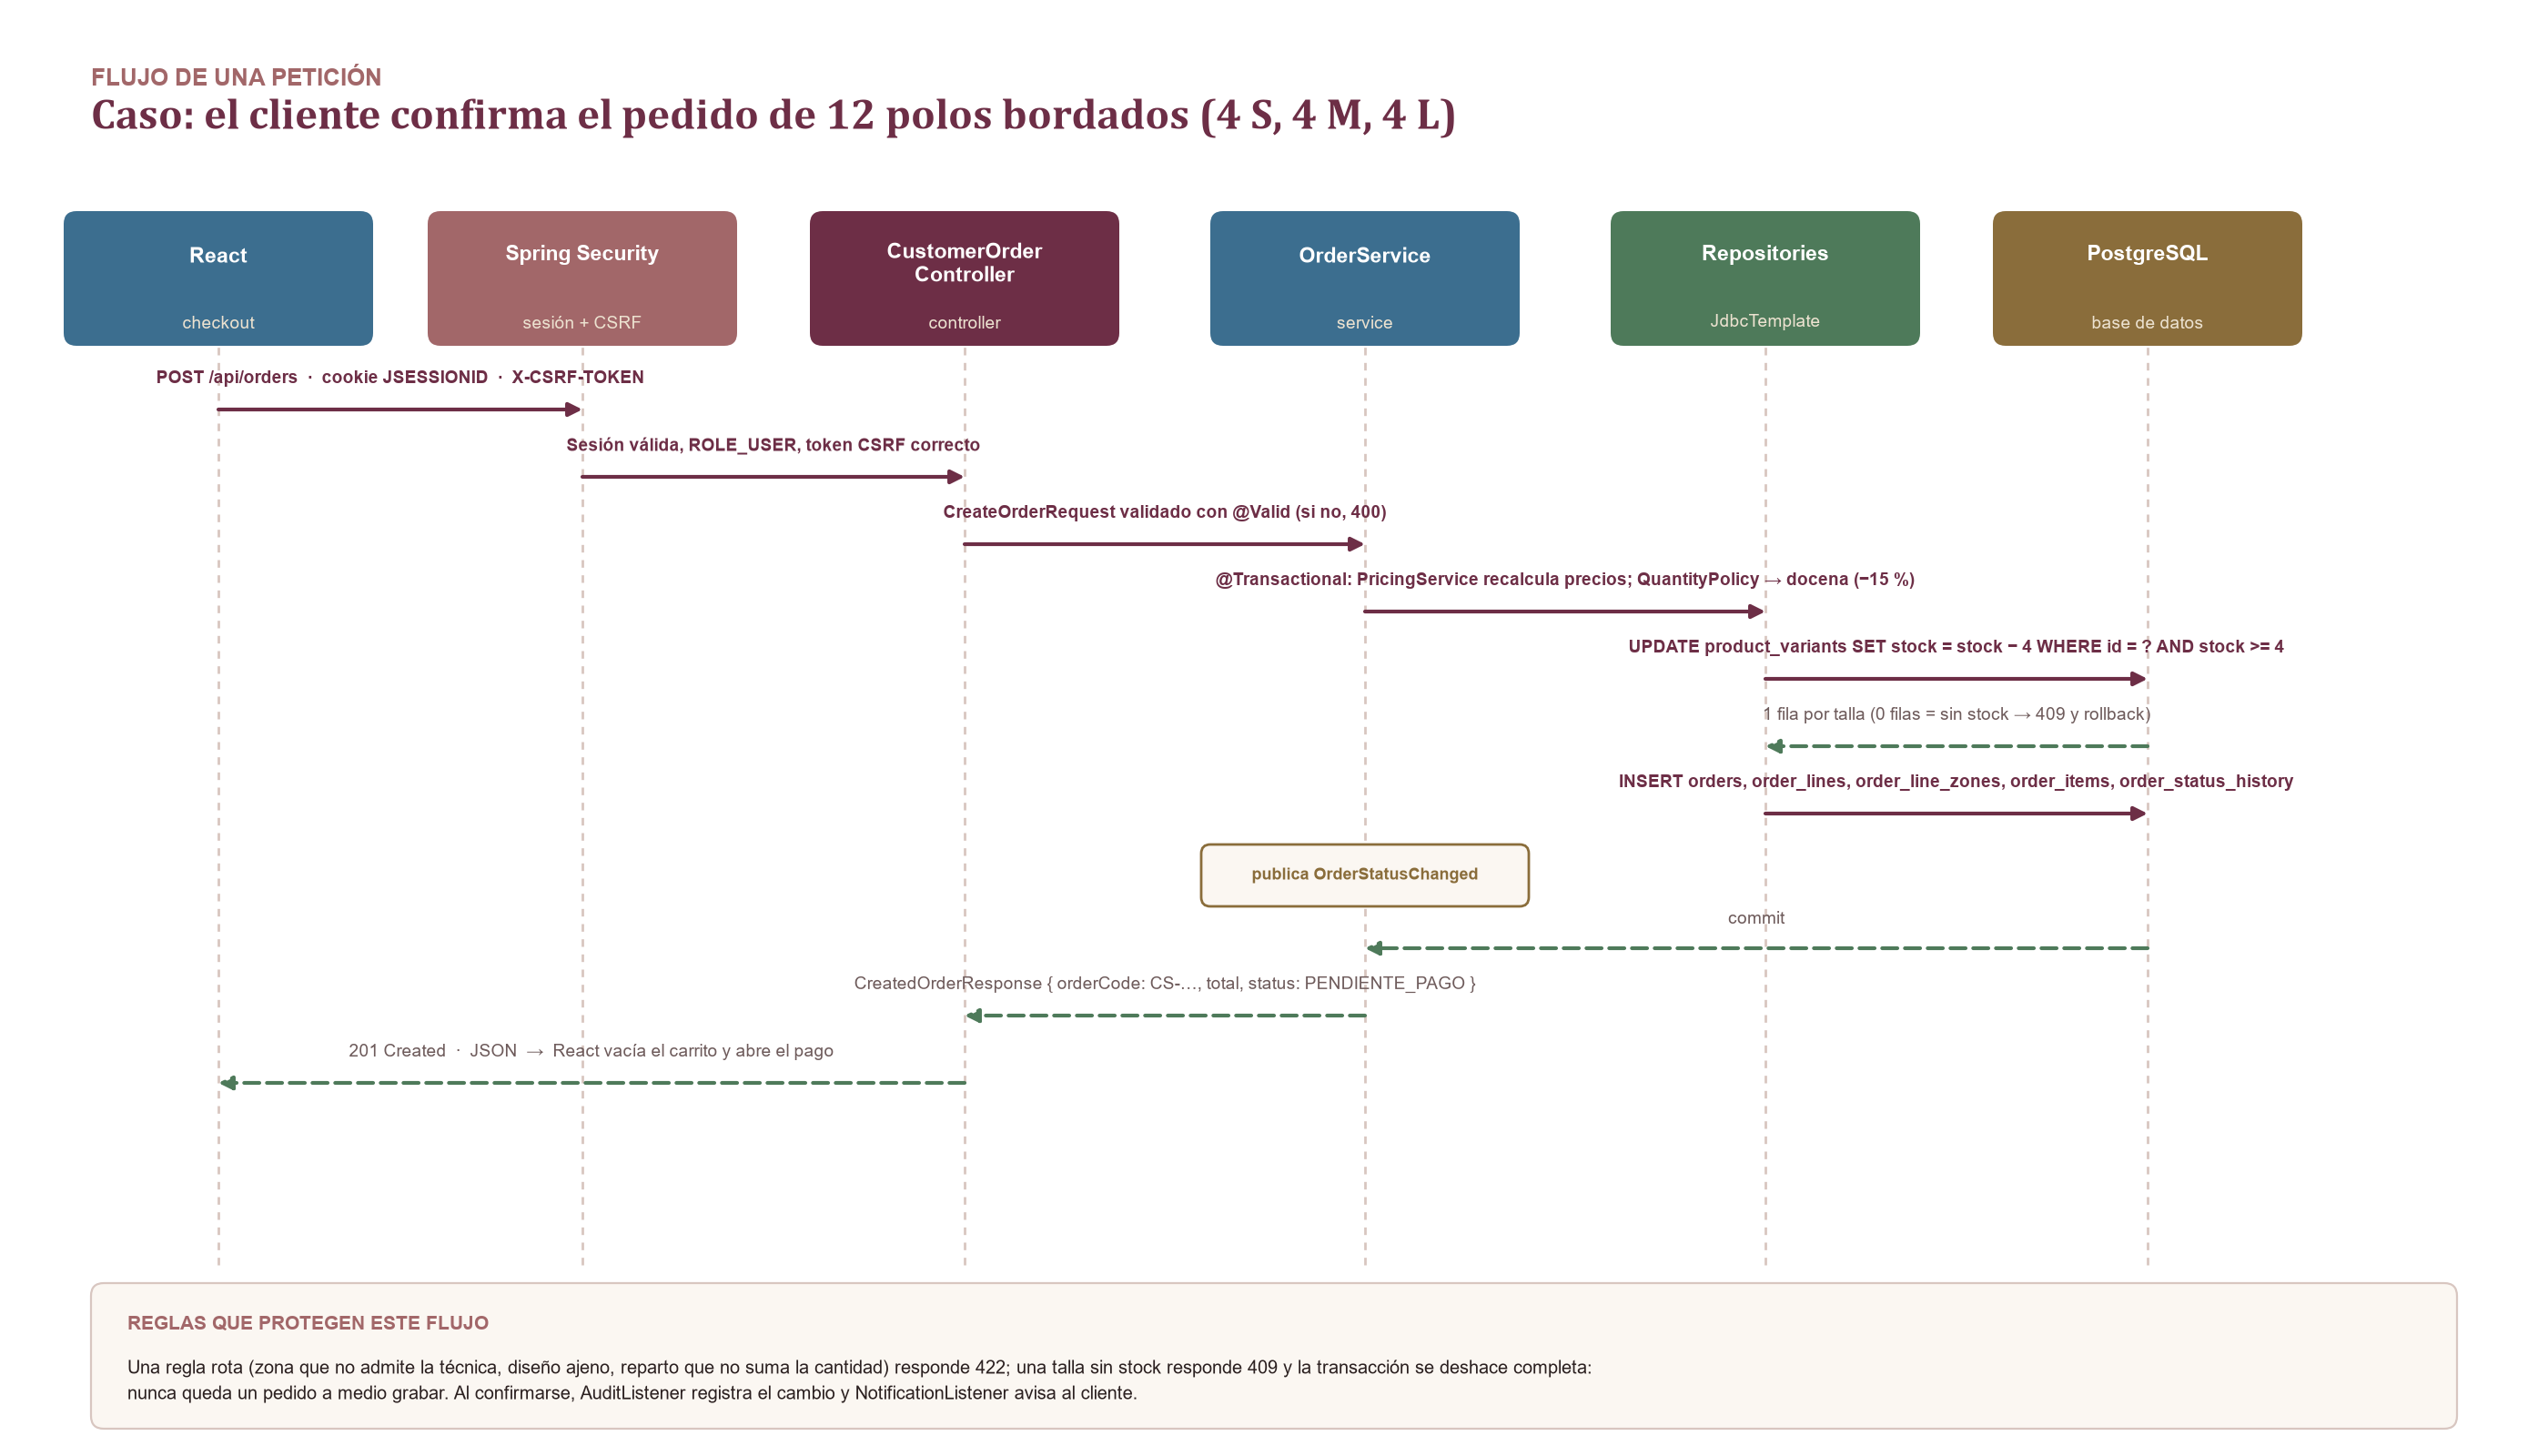 FLUJO DE UNA PETICIÓN
Caso: el cliente confirma el pedido de 12 polos bordados (4 S, 4 M, 4 L)
React
checkout
Spring Security
sesión + CSRF
CustomerOrder
Controller
controller
OrderService
service
Repositories
JdbcTemplate
PostgreSQL
base de datos
POST /api/orders · cookie JSESSIONID · X-CSRF-TOKEN
Sesión válida, ROLE_USER, token CSRF correcto
CreateOrderRequest validado con @Valid (si no, 400)
@Transactional: PricingService recalcula precios; QuantityPolicy → docena (−15 %)
UPDATE product_variants SET stock = stock − 4 WHERE id = ? AND stock >= 4
1 fila por talla (0 filas = sin stock → 409 y rollback)
INSERT orders, order_lines, order_line_zones, order_items, order_status_history
publica OrderStatusChanged
commit
CreatedOrderResponse { orderCode: CS-…, total, status: PENDIENTE_PAGO }
201 Created · JSON → React vacía el carrito y abre el pago
REGLAS QUE PROTEGEN ESTE FLUJO
Una regla rota (zona que no admite la técnica, diseño ajeno, reparto que no suma la cantidad) responde 422; una talla sin stock responde 409 y la transacción se deshace completa:
nunca queda un pedido a medio grabar. Al confirmarse, AuditListener registra el cambio y NotificationListener avisa al cliente.